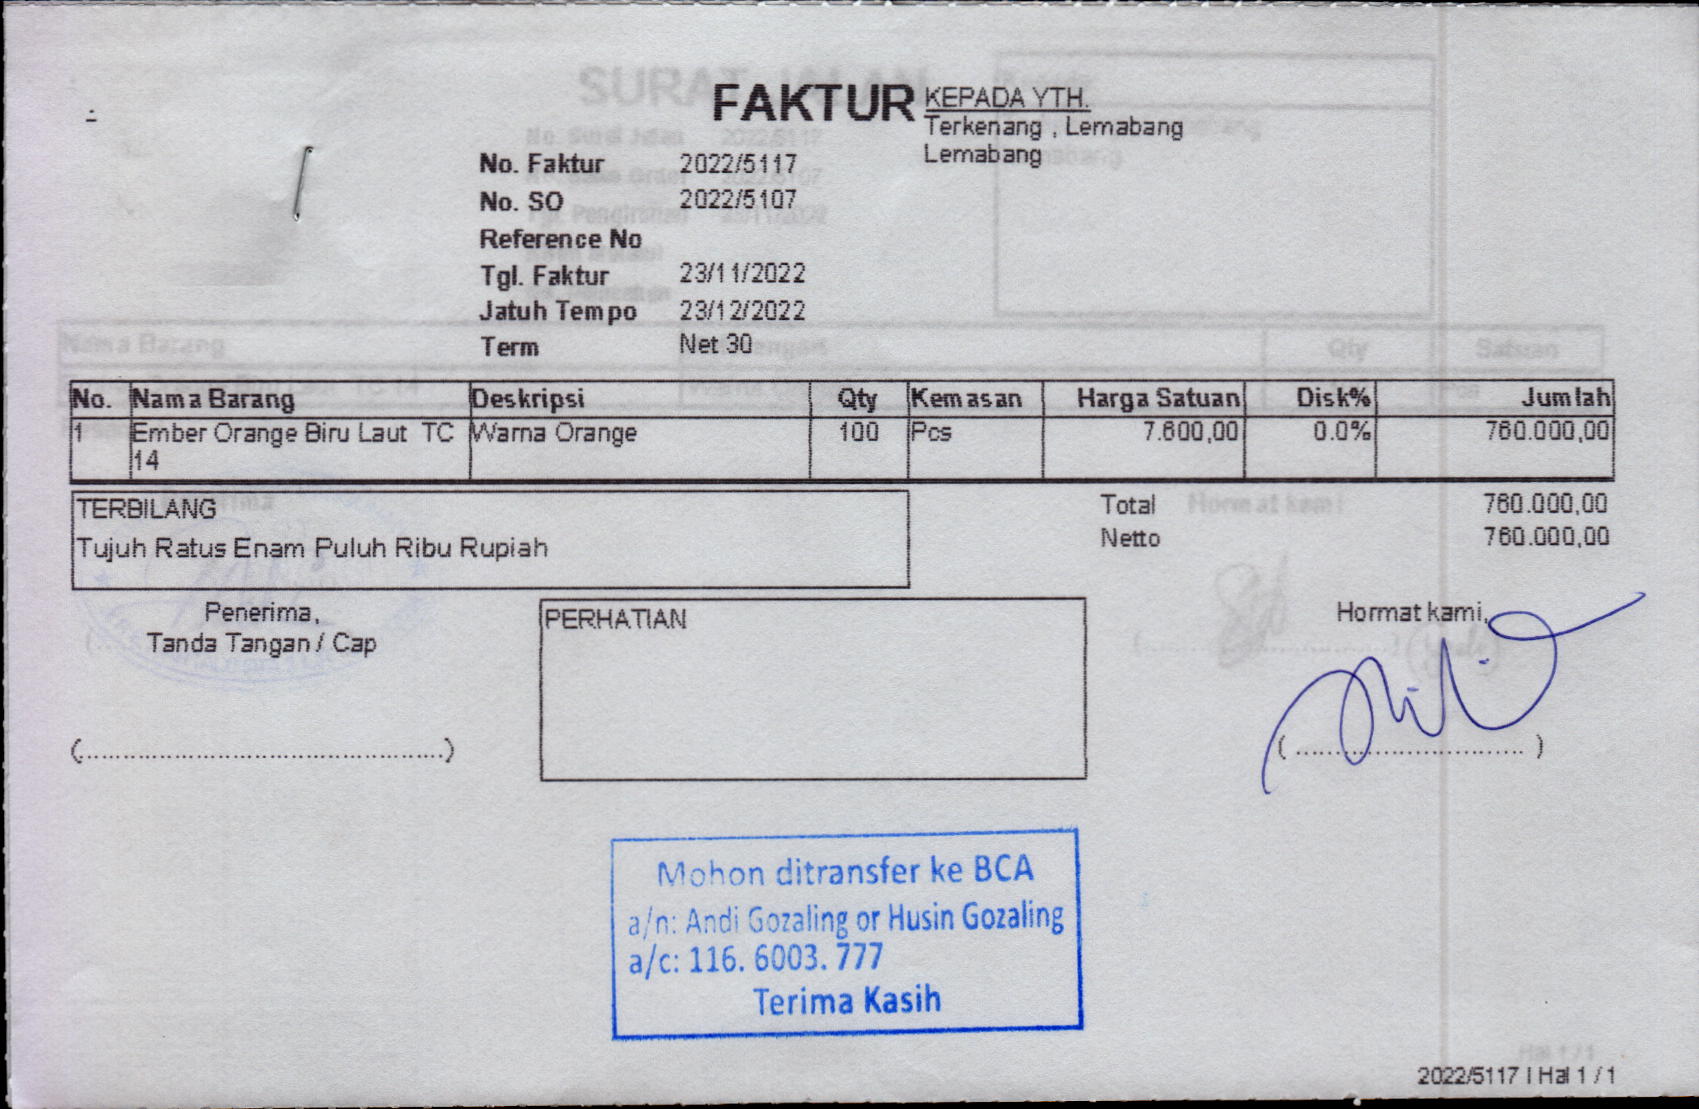 FAKTUR
KEPADA YTH.
Terkenang , Lemabang
Lemabang
No. Faktur 2022/5117
No. SO 2022/5107
Reference No
Tgl. Faktur 23/11/2022
Jatuh Tempo 23/12/2022
Term Net 30
No. Nama Barang Deskripsi Qty Kemasan Harga Satuan Disk% Jumlah
1 Ember Orange Biru Laut TC Warna Orange 100 Pcs 7.600,00 0.0% 760.000,00
14
TERBILANG
Tujuh Ratus Enam Puluh Ribu Rupiah
Total 760.000,00
Netto 760.000,00
Penerima,
Tanda Tangan / Cap
PERHATIAN
Hormat kami,
(................................................)
(............................... )
Mohon ditransfer ke BCA
a/n: Andi Gozaling or Husin Gozaling
a/c: 116. 6003. 777
Terima Kasih
2022/5117 | Hal 1 / 1